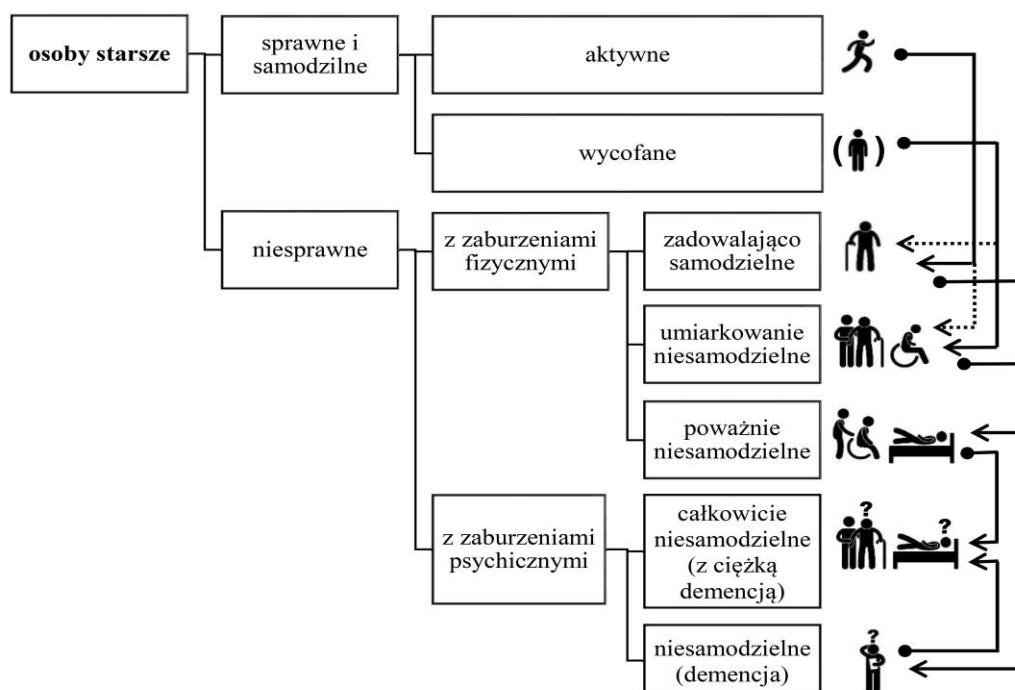 osoby starsze
sprawne i
samodzilne
aktywne
wycofane
niesprawne
z zaburzeniami
fizycznymi
zadowalająco
samodzielne
umiarkowanie
niesamodzielne
poważnie
niesamodzielne
z zaburzeniami
psychicznymi
całkowicie
niesamodzielne
(z ciężką
demencją)
niesamodzielne
(demencja)
( )
?
?
?